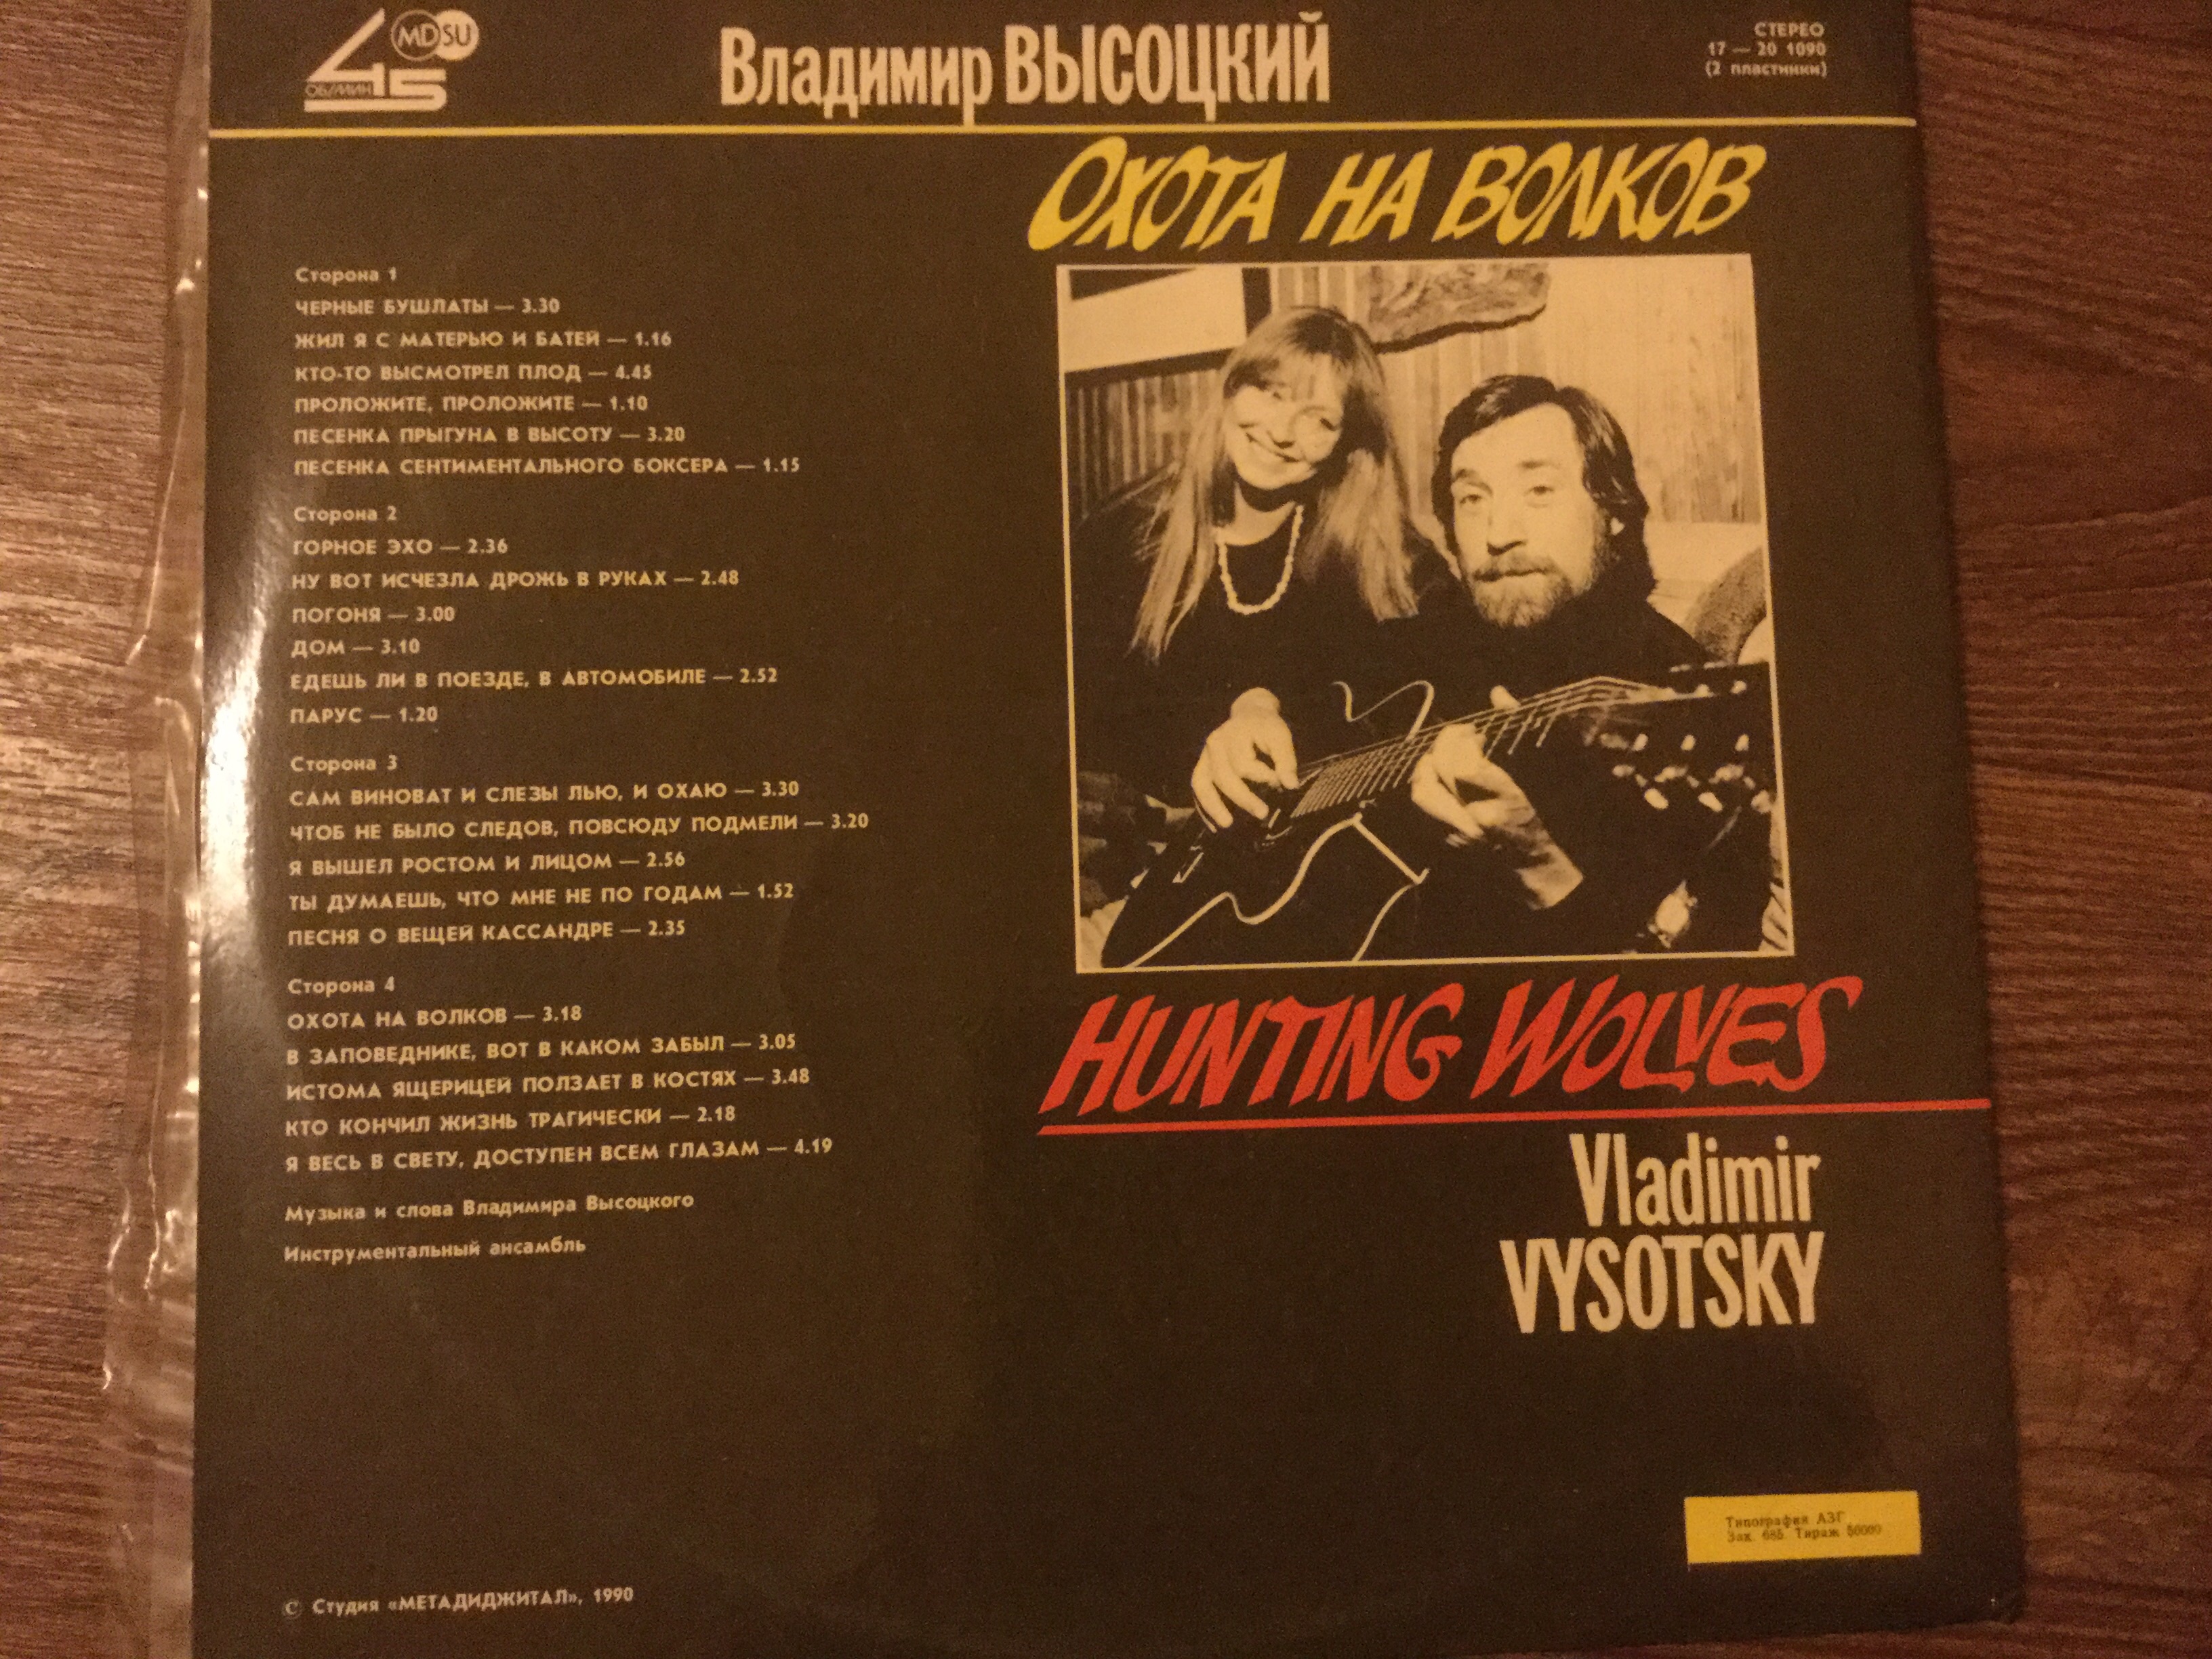 MDSU
45
ОБ/МИН
Владимир ВЫСОЦКИЙ
СТЕРЕО
17 — 20 1090
(2 пластинки)
ОХОТА НА ВОЛКОВ
Сторона 1
ЧЕРНЫЕ БУШЛАТЫ — 3.30
ЖИЛ Я С МАТЕРЬЮ И БАТЕЙ — 1.16
КТО-ТО ВЫСМОТРЕЛ ПЛОД — 4.45
ПРОЛОЖИТЕ, ПРОЛОЖИТЕ — 1.10
ПЕСЕНКА ПРЫГУНА В ВЫСОТУ — 3.20
ПЕСЕНКА СЕНТИМЕНТАЛЬНОГО БОКСЕРА — 1.15
Сторона 2
ГОРНОЕ ЭХО — 2.36
НУ ВОТ ИСЧЕЗЛА ДРОЖЬ В РУКАХ — 2.48
ПОГОНЯ — 3.00
ДОМ — 3.10
ЕДЕШЬ ЛИ В ПОЕЗДЕ, В АВТОМОБИЛЕ — 2.52
ПАРУС — 1.20
Сторона 3
САМ ВИНОВАТ И СЛЕЗЫ ЛЬЮ, И ОХАЮ — 3.30
ЧТОБ НЕ БЫЛО СЛЕДОВ, ПОВСЮДУ ПОДМЕЛИ — 3.20
Я ВЫШЕЛ РОСТОМ И ЛИЦОМ — 2.56
ТЫ ДУМАЕШЬ, ЧТО МНЕ НЕ ПО ГОДАМ — 1.52
ПЕСНЯ О ВЕЩЕЙ КАССАНДРЕ — 2.35
Сторона 4
ОХОТА НА ВОЛКОВ — 3.18
В ЗАПОВЕДНИКЕ, ВОТ В КАКОМ ЗАБЫЛ — 3.05
ИСТОМА ЯЩЕРИЦЕЙ ПОЛЗАЕТ В КОСТЯХ — 3.48
КТО КОНЧИЛ ЖИЗНЬ ТРАГИЧЕСКИ — 2.18
Я ВЕСЬ В СВЕТУ, ДОСТУПЕН ВСЕМ ГЛАЗАМ — 4.19
Музыка и слова Владимира Высоцкого
Инструментальный ансамбль
HUNTING WOLVES
Vladimir
VYSOTSKY
Типография АЗГ
Зак. 685 Тираж 50000
© Студия «МЕТАДИДЖИТАЛ», 1990